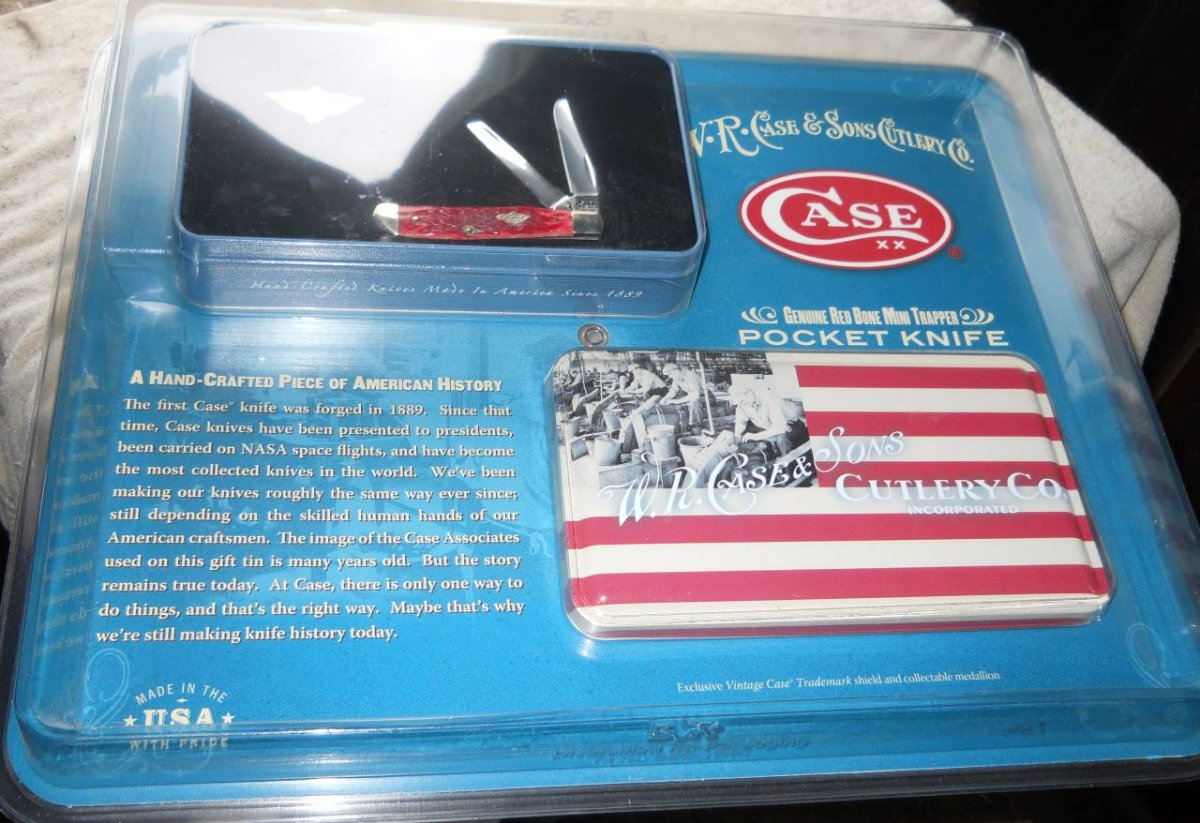 W. R. CASE & SONS CUTLERY CO.
CASE
XX
®
GENUINE RED BONE MINI TRAPPER
POCKET KNIFE
Hand-Crafted Knives Made In America Since 1889
A HAND-CRAFTED PIECE OF AMERICAN HISTORY
The first Case® knife was forged in 1889. Since that
time, Case knives have been presented to presidents,
been carried on NASA space flights, and have become
the most collected knives in the world. We've been
making our knives roughly the same way ever since;
still depending on the skilled human hands of our
American craftsmen. The image of the Case Associates
used on this gift tin is many years old. But the story
remains true today. At Case, there is only one way to
do things, and that's the right way. Maybe that's why
we're still making knife history today.
W. R. CASE & SONS
CUTLERY CO.
INCORPORATED
Exclusive Vintage Case® Trademark shield and collectable medallion
MADE IN THE
USA
WITH PRIDE